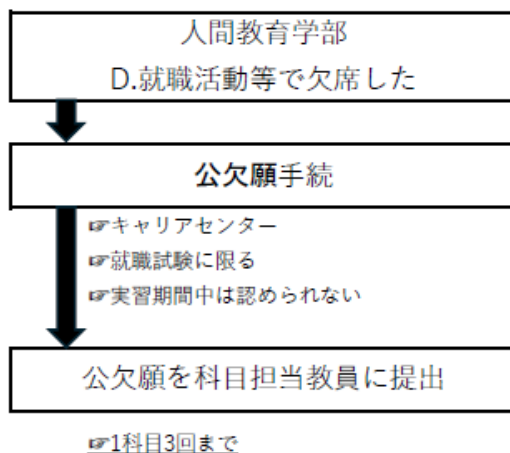 人間教育学部
D.就職活動等で欠席した
公欠願手続
☞キャリアセンター
☞就職試験に限る
☞実習期間中は認められない
公欠願を科目担当教員に提出
☞1科目3回まで